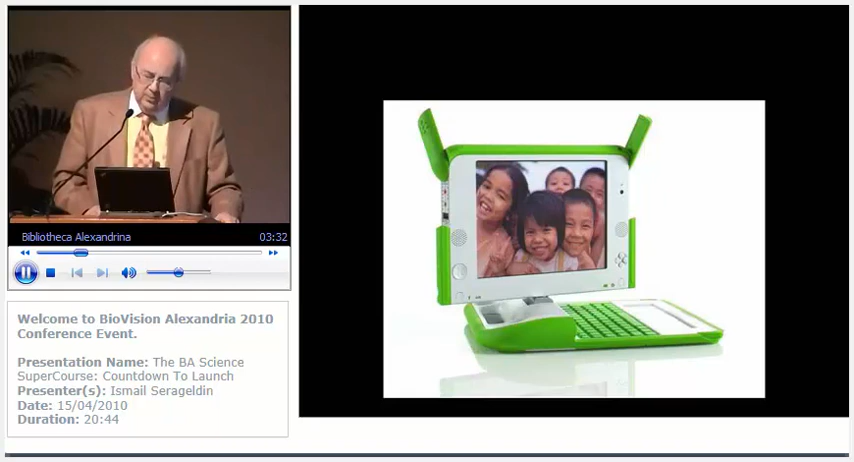 Bibliotheca Alexandrina 03:32
Welcome to BioVision Alexandria 2010
Conference Event.
Presentation Name: The BA Science
SuperCourse: Countdown To Launch
Presenter(s): Ismail Serageldin
Date: 15/04/2010
Duration: 20:44